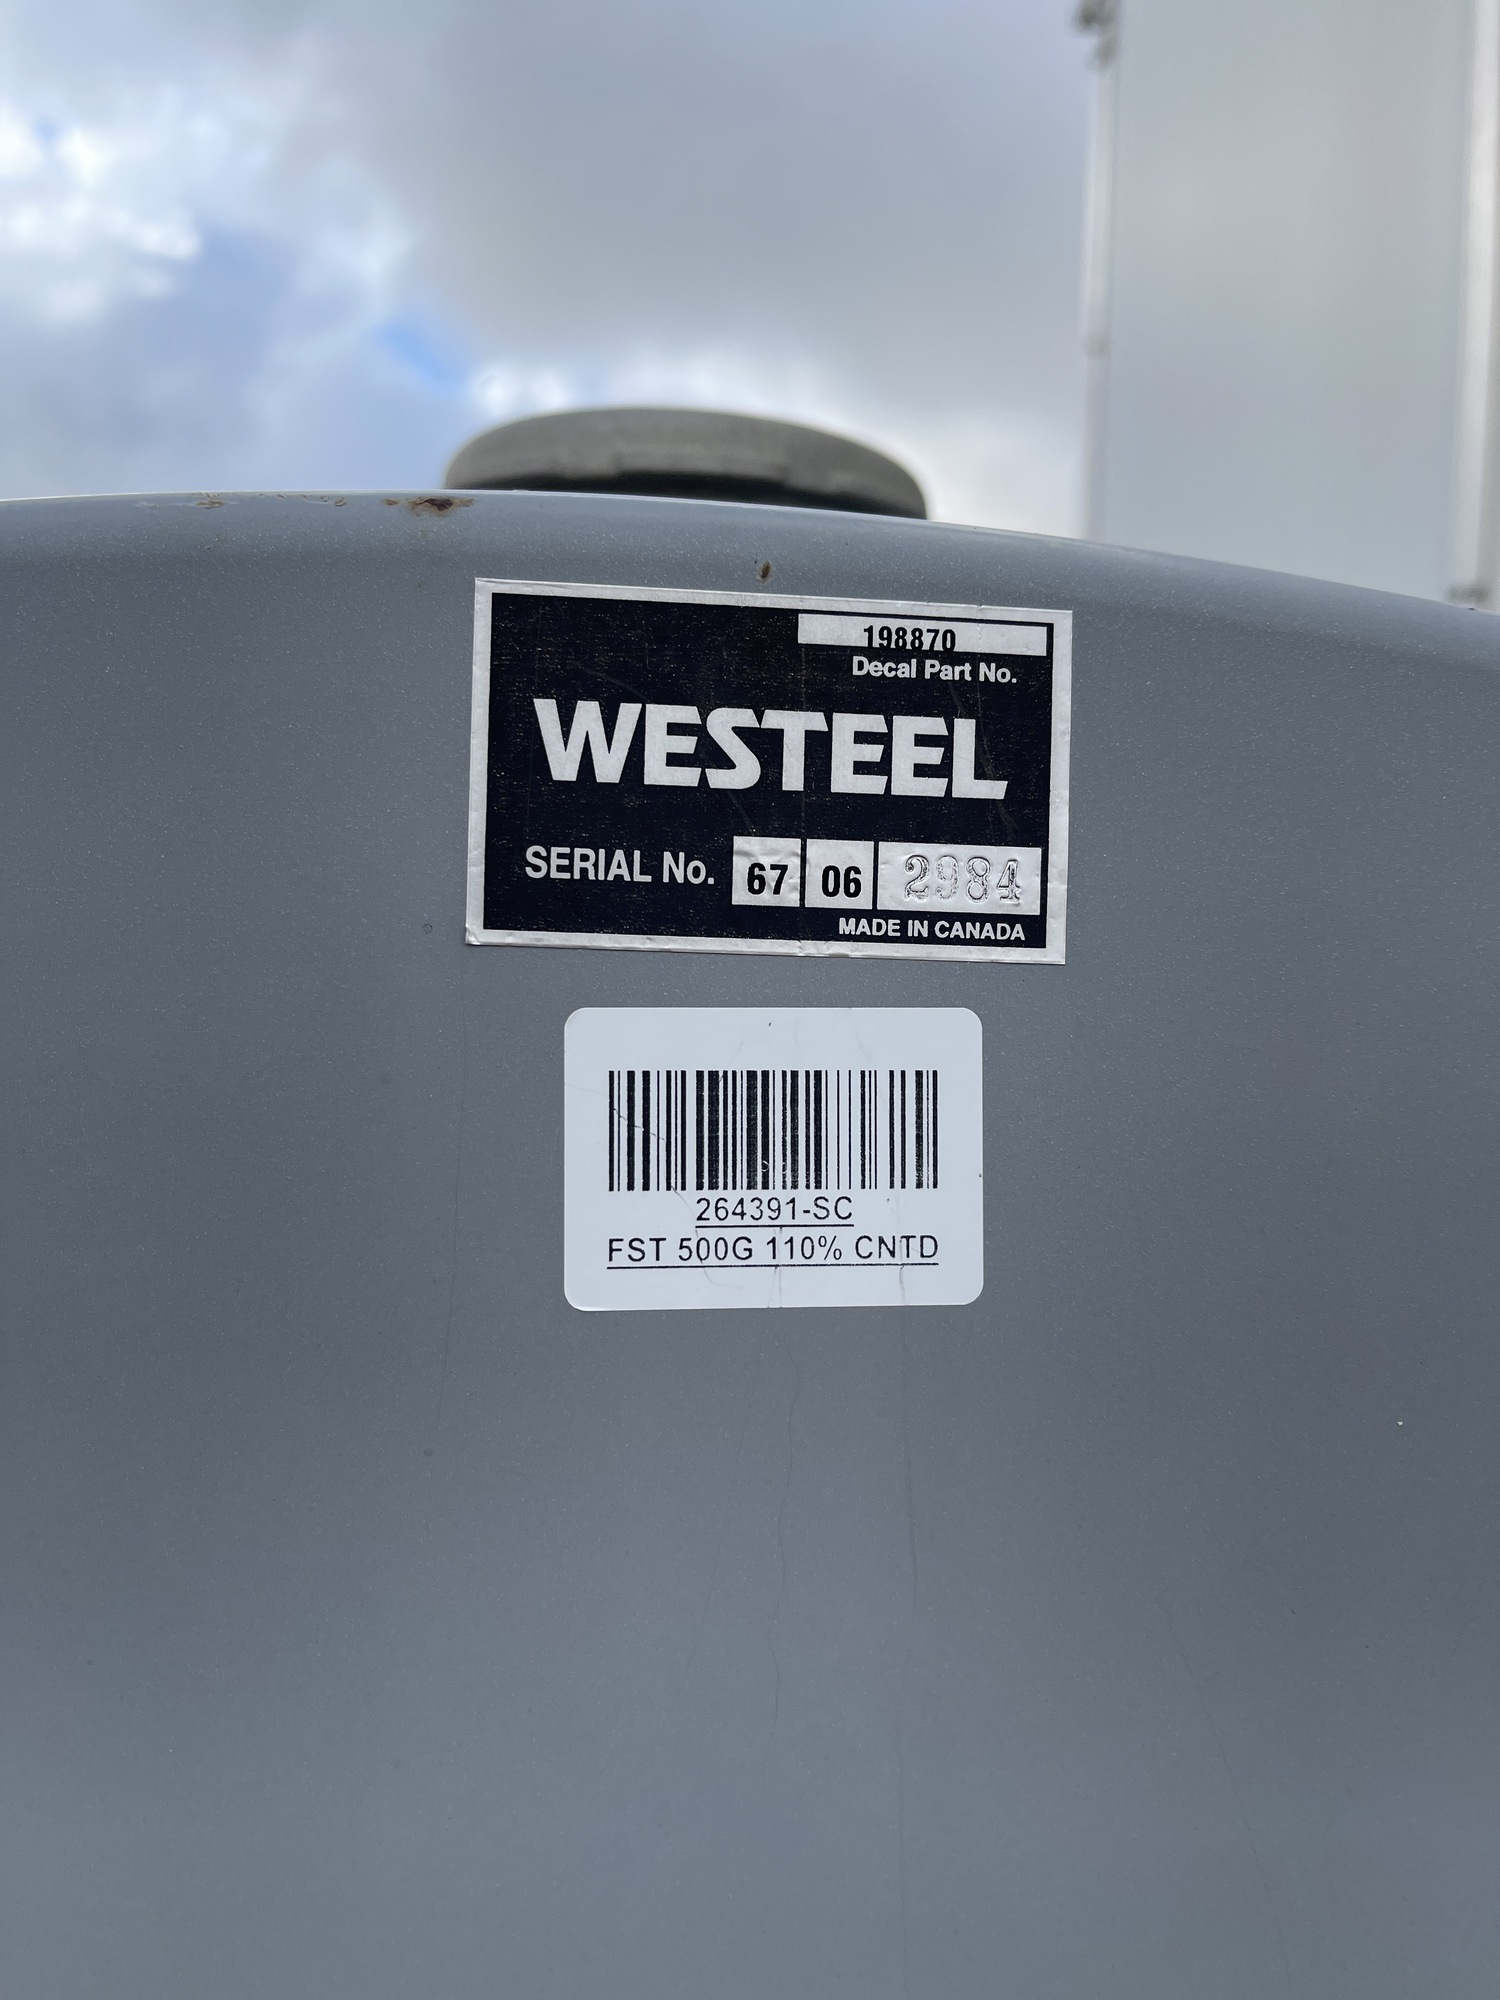 198870
Decal Part No.
WESTEEL
SERIAL No. 67 06 2984
MADE IN CANADA
264391-SC
FST 500G 110% CNTD